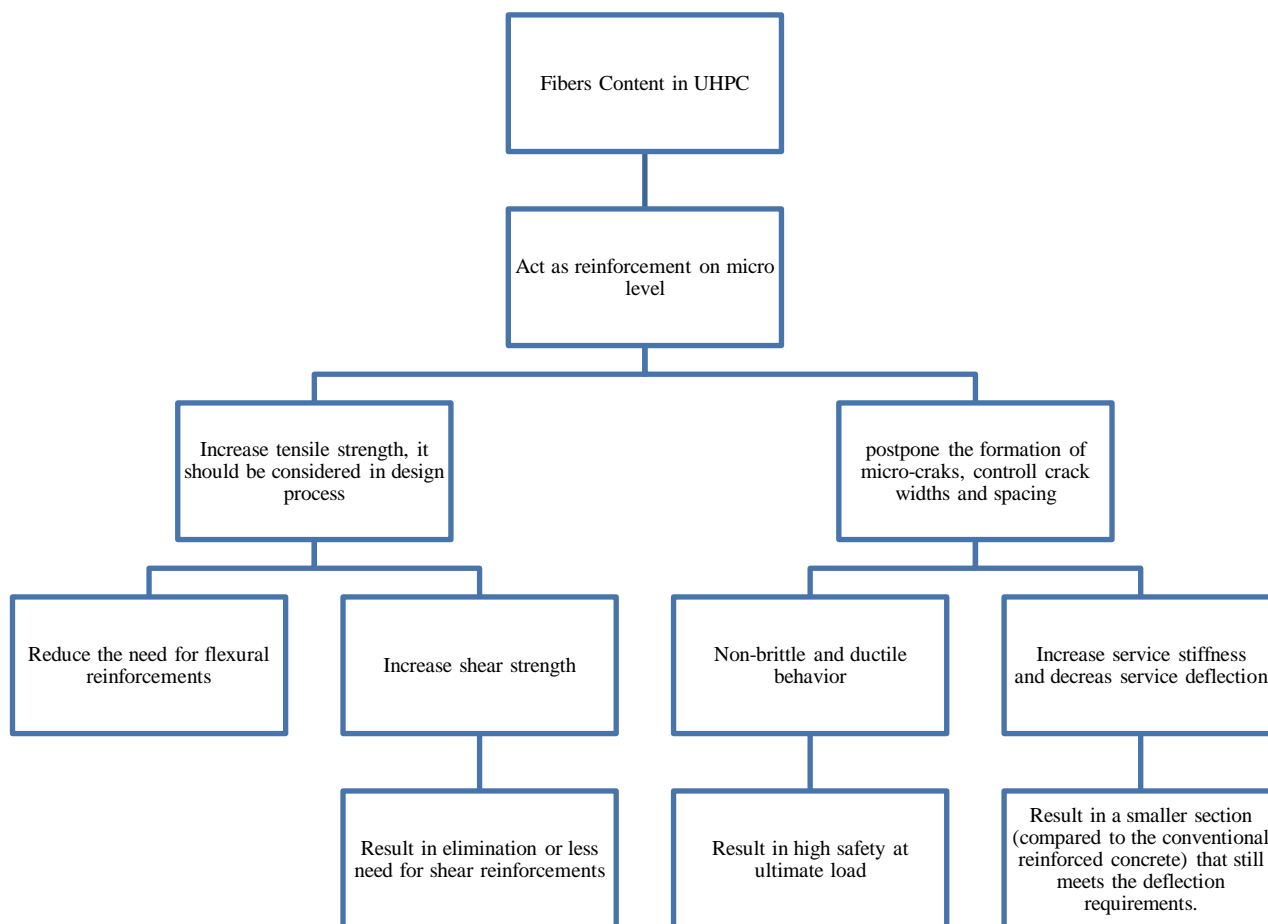 Fibers Content in UHPC
Act as reinforcement on micro
level
Increase tensile strength, it
should be considered in design
process
postpone the formation of
micro-craks, controll crack
widths and spacing
Reduce the need for flexural
reinforcements
Increase shear strength
Non-brittle and ductile
behavior
Increase service stiffness
and decreas service deflection
Result in elimination or less
need for shear reinforcements
Result in high safety at
ultimate load
Result in a smaller section
(compared to the conventional
reinforced concrete) that still
meets the deflection
requirements.